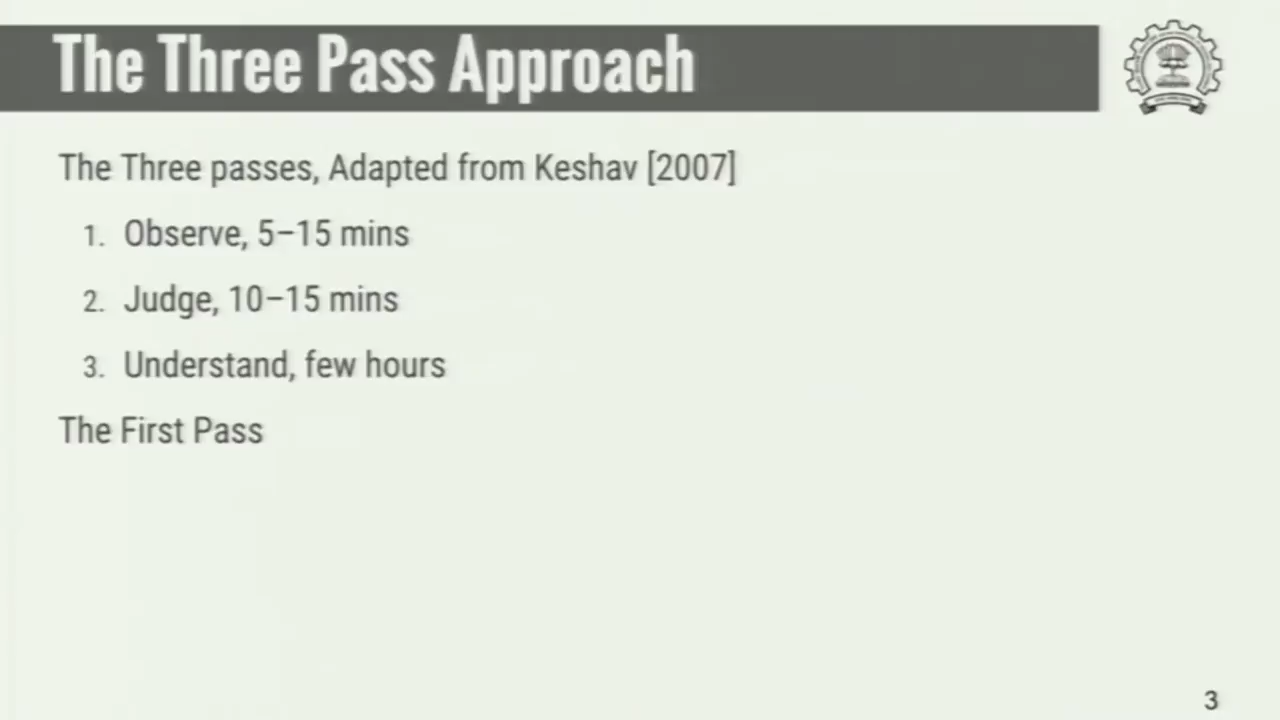 The Three Pass Approach
The Three passes, Adapted from Keshav [2007]
1. Observe, 5–15 mins
2. Judge, 10–15 mins
3. Understand, few hours
The First Pass
3